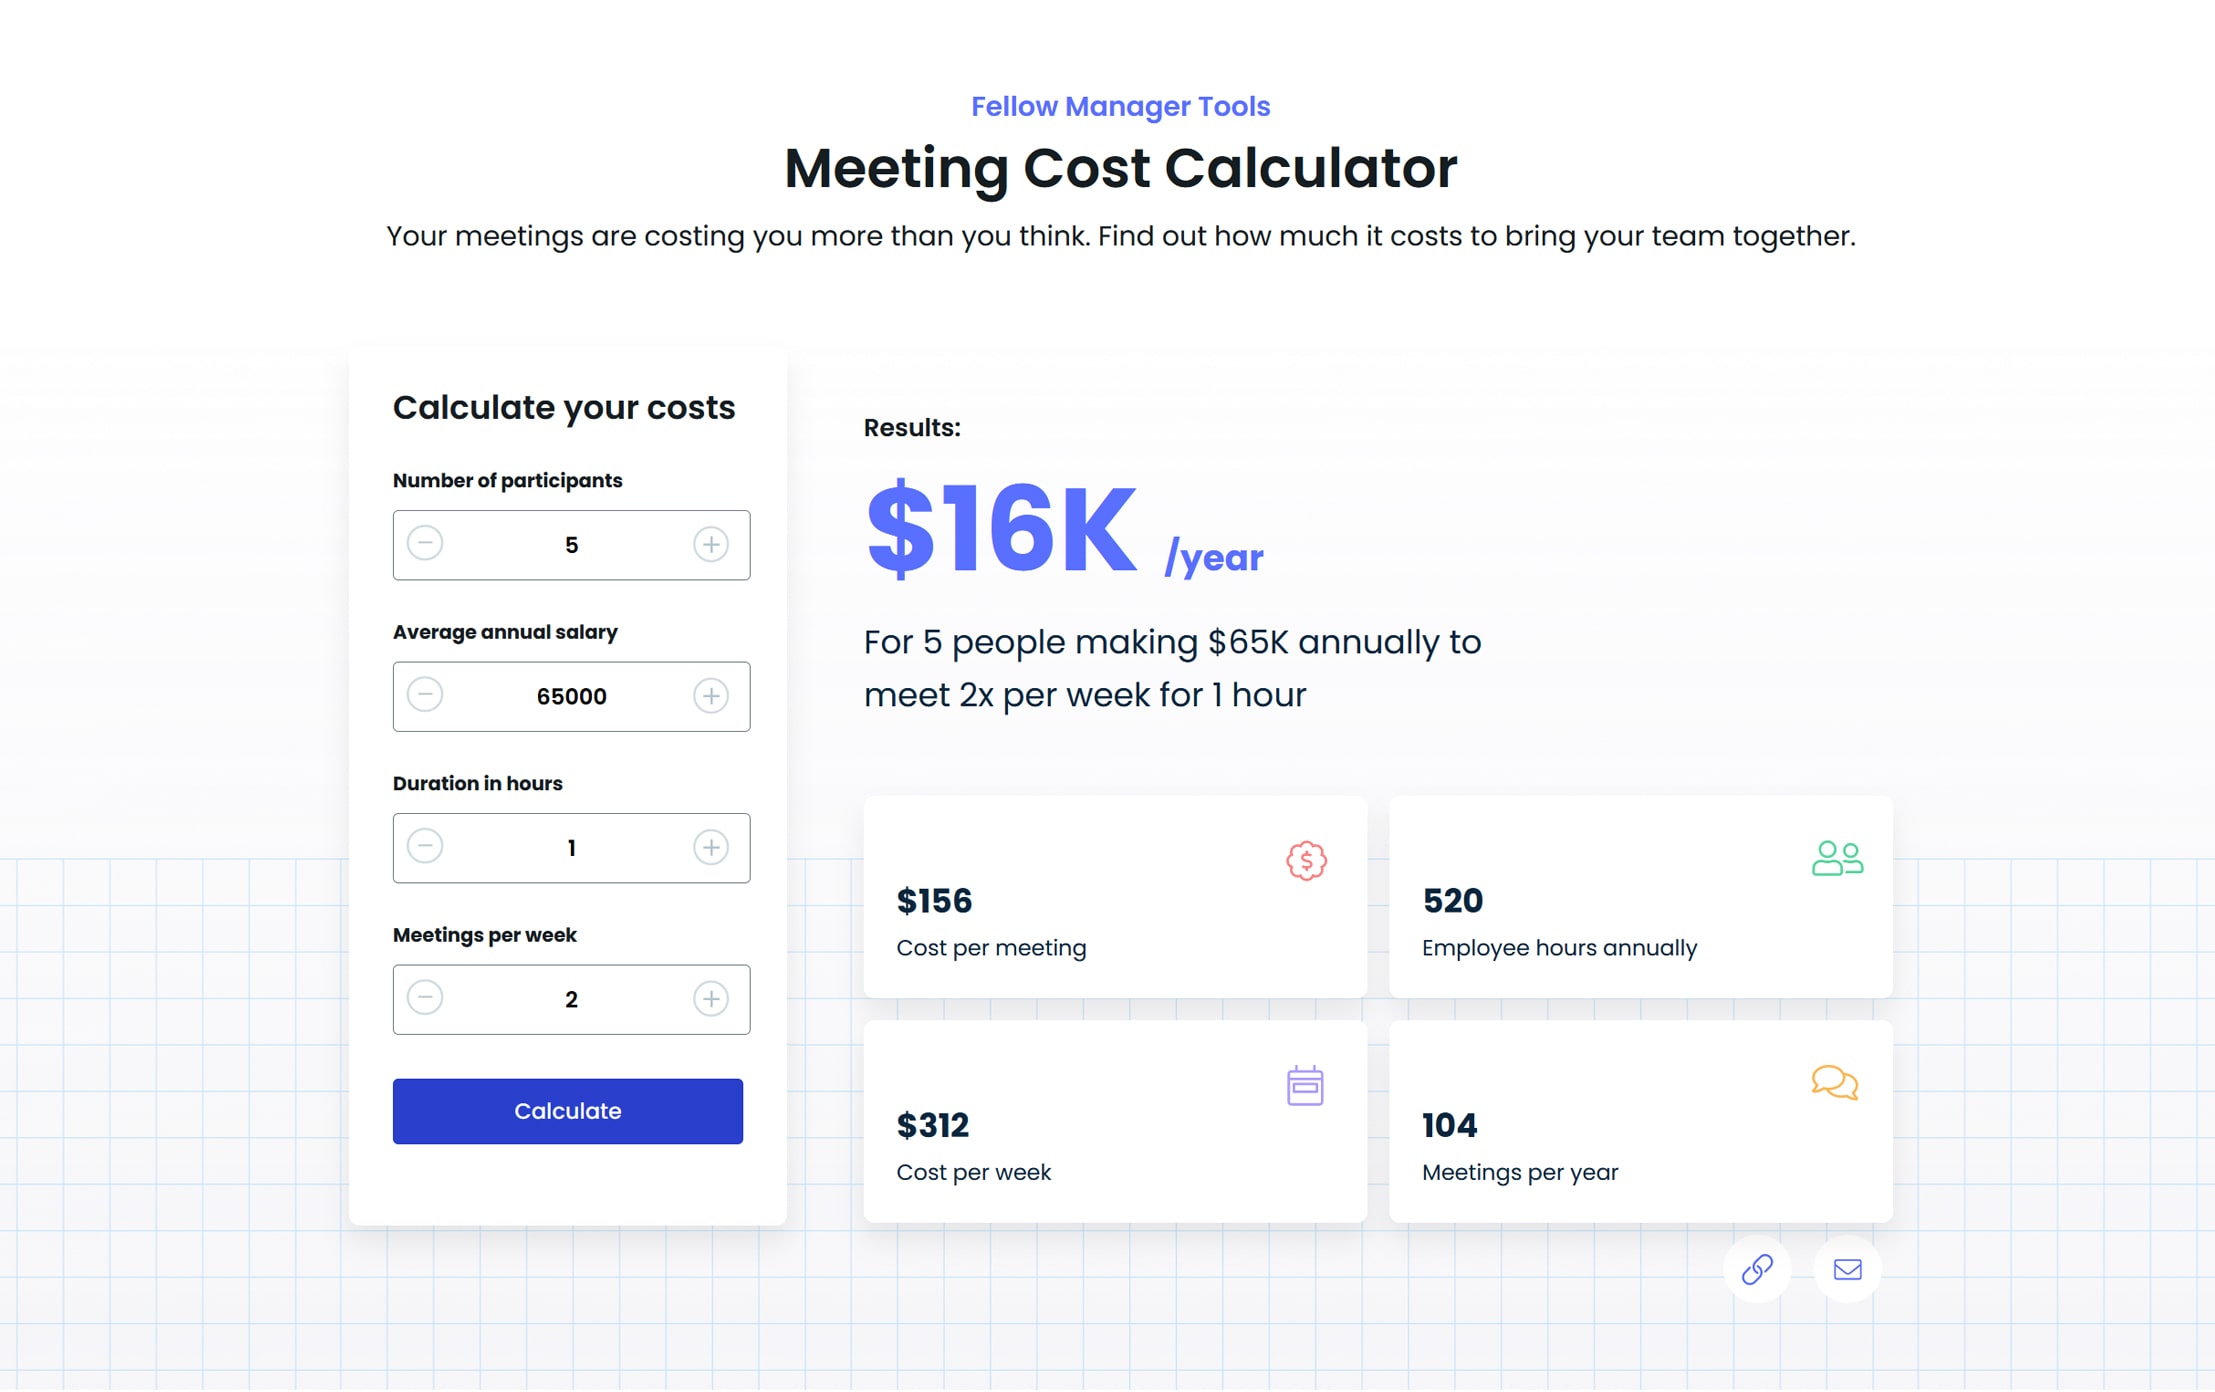 Fellow Manager Tools
Meeting Cost Calculator
Your meetings are costing you more than you think. Find out how much it costs to bring your team together.
Calculate your costs
Number of participants
5
Average annual salary
65000
Duration in hours
1
Meetings per week
2
Calculate
Results:
$16K /year
For 5 people making $65K annually to
meet 2x per week for 1 hour
$156
Cost per meeting
520
Employee hours annually
$312
Cost per week
104
Meetings per year